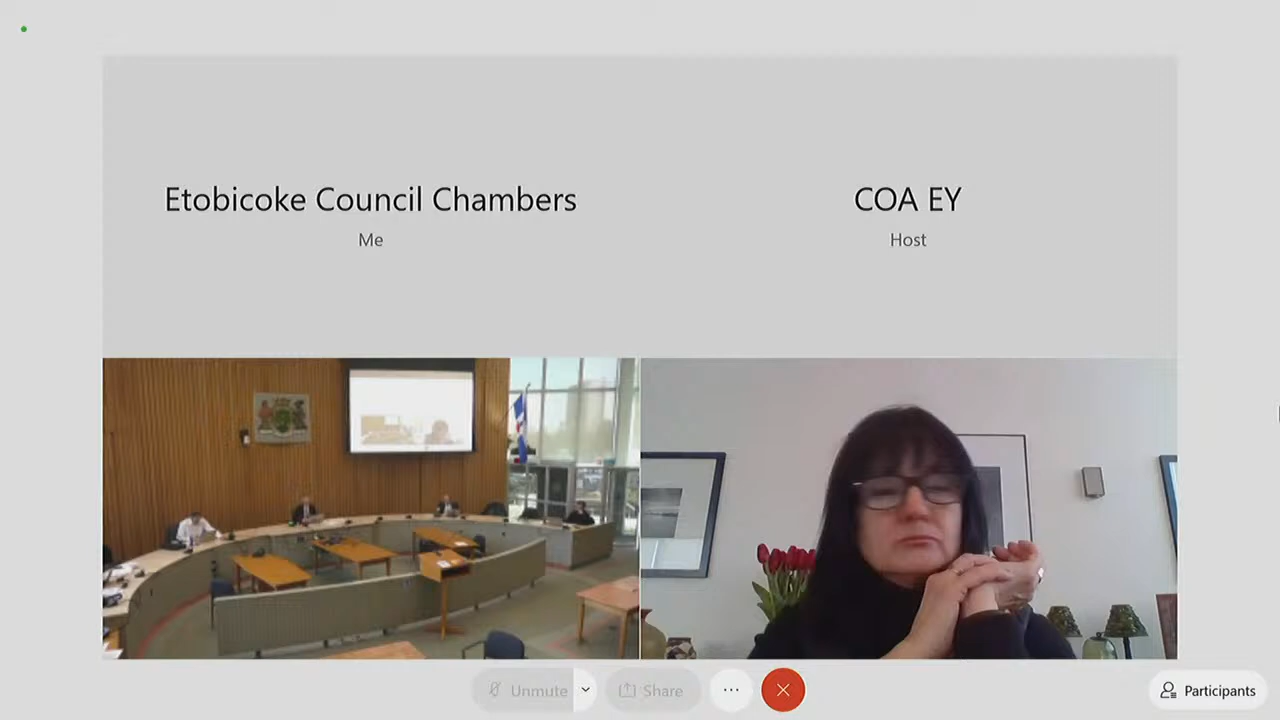 Etobicoke Council Chambers
Me
COA EY
Host
Unmute
Share
Participants